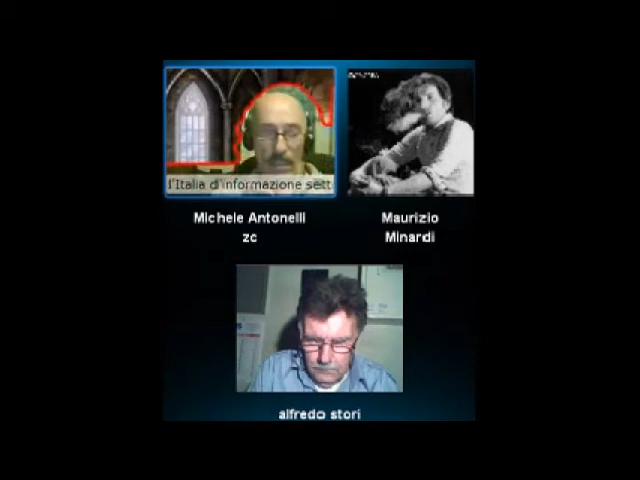 l'Italia d'informazione sett
Michele Antonelli
zc
Maurizio
Minardi
alfredo stori